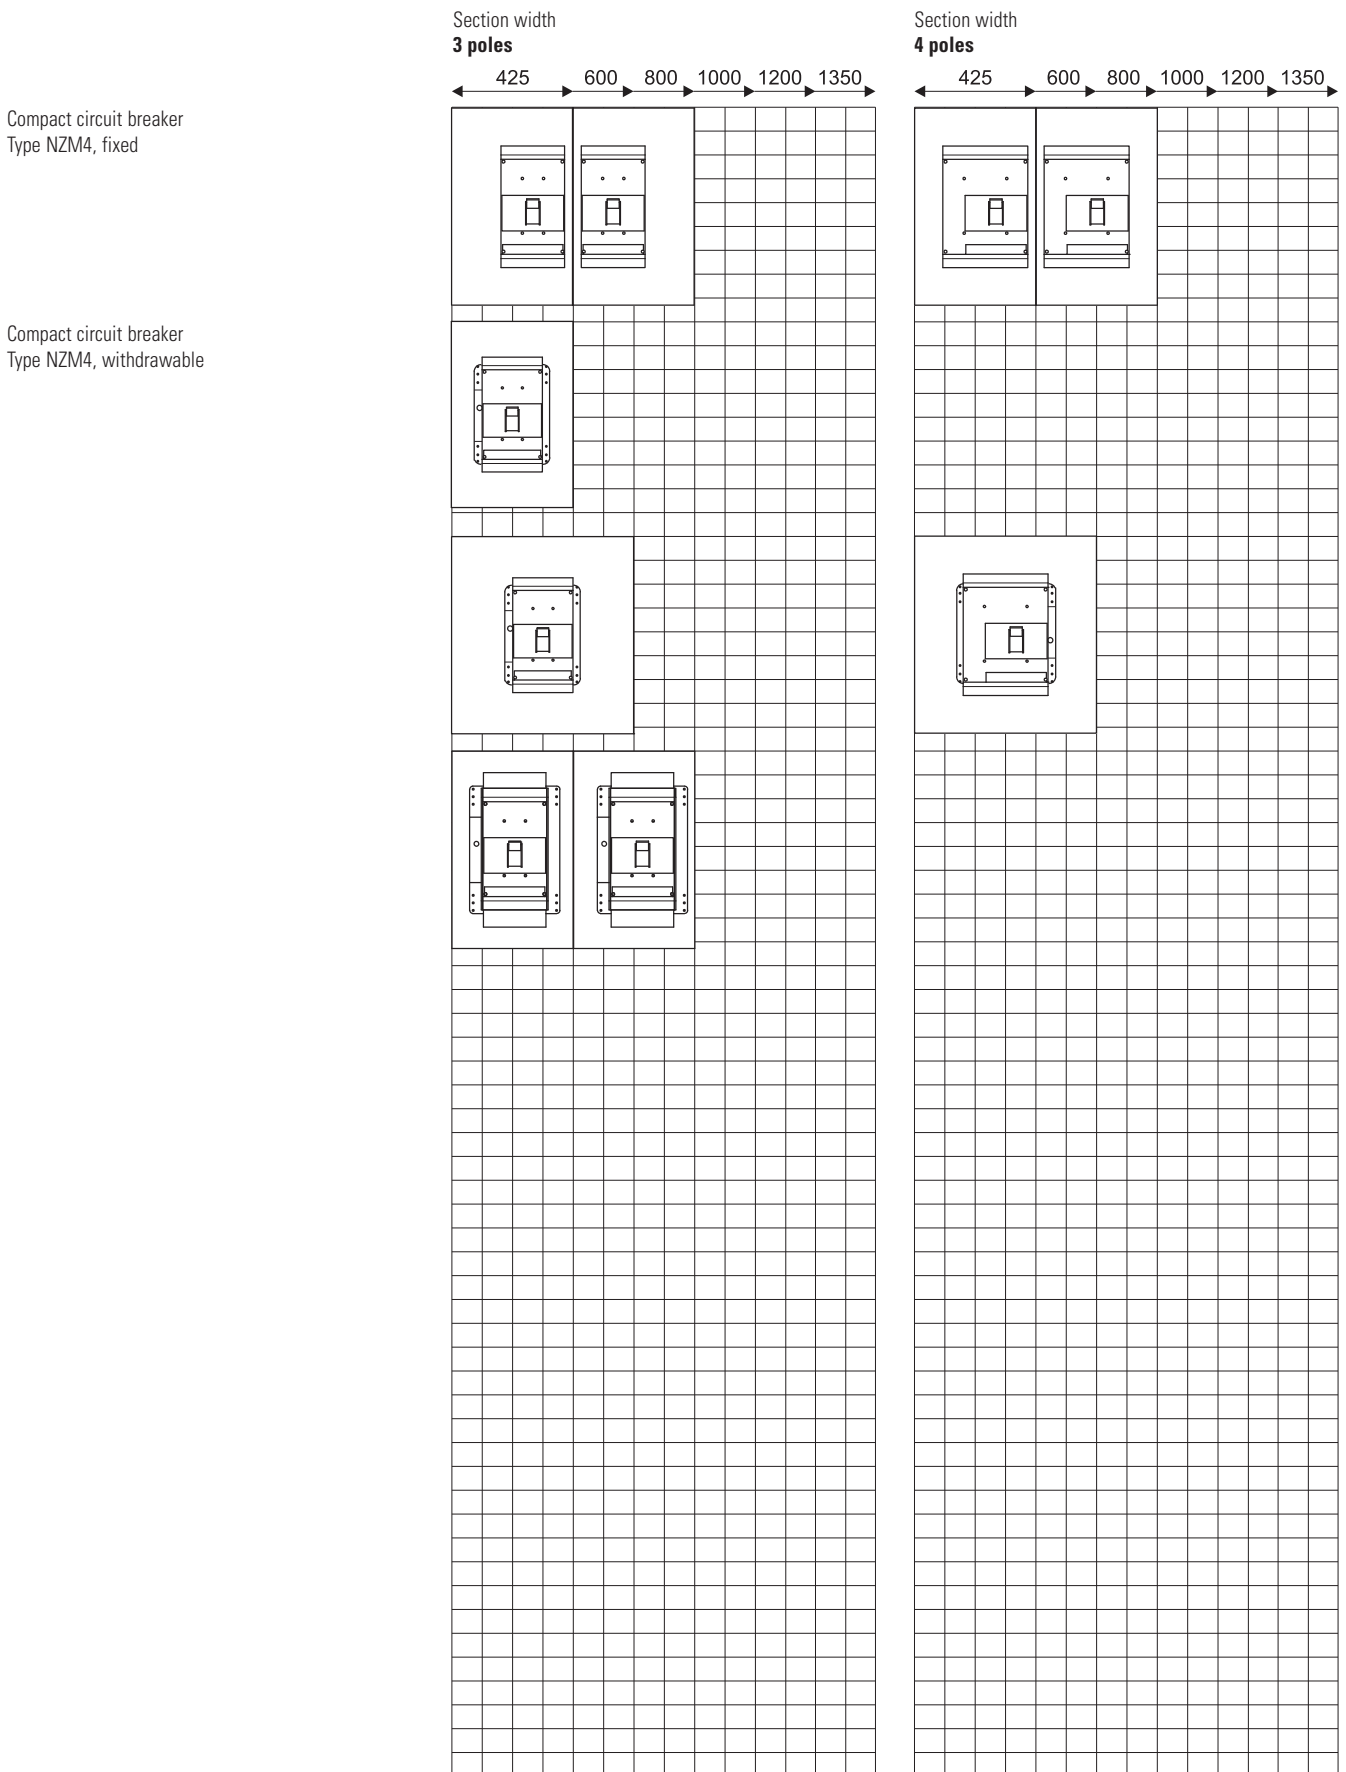 Section width
3 poles
425 600 800 1000 1200 1350
Section width
4 poles
425 600 800 1000 1200 1350
Compact circuit breaker
Type NZM4, fixed
Compact circuit breaker
Type NZM4, withdrawable